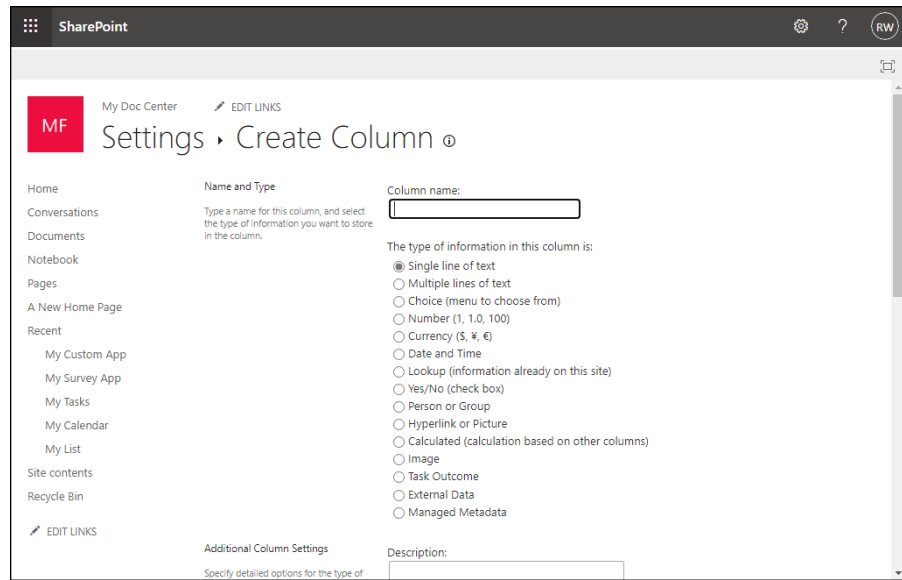 SharePoint
?
RW
My Doc Center
EDIT LINKS
MF
Settings ▸ Create Column
Home
Conversations
Documents
Notebook
Pages
A New Home Page
Recent
My Custom App
My Survey App
My Tasks
My Calendar
My List
Site contents
Recycle Bin
EDIT LINKS
Name and Type
Type a name for this column, and select
the type of information you want to store
in the column.
Column name:
The type of information in this column is:
Single line of text
Multiple lines of text
Choice (menu to choose from)
Number (1, 1.0, 100)
Currency ($, ¥, €)
Date and Time
Lookup (information already on this site)
Yes/No (check box)
Person or Group
Hyperlink or Picture
Calculated (calculation based on other columns)
Image
Task Outcome
External Data
Managed Metadata
Additional Column Settings
Specify detailed options for the type of
Description: